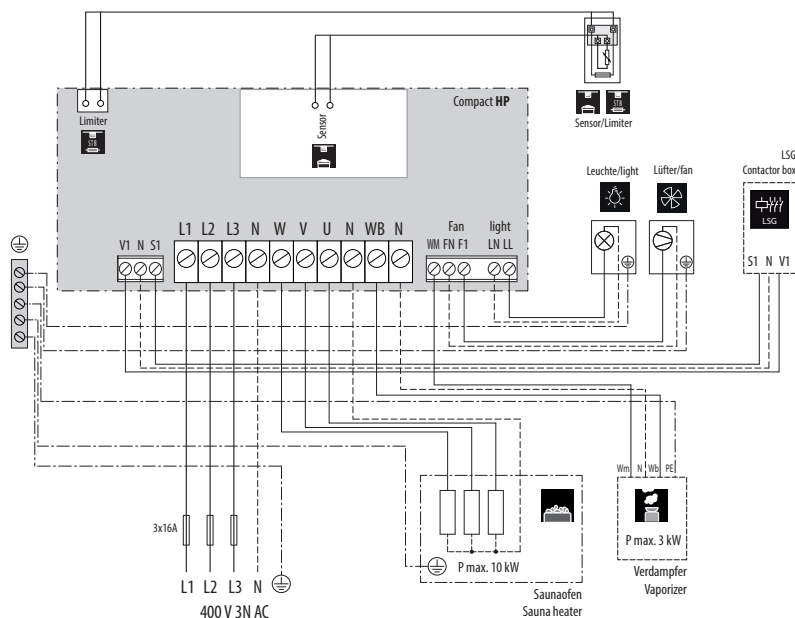 Limiter
STB
Sensor
Compact HP
STB
Sensor/Limiter
Leuchte/light
Lüfter/fan
LSG
Contactor box
LSG
S1 N V1
V1 N S1
L1 L2 L3 N W V U N WB N
Fan
light
WM FN F1
LN LL
3x16A
L1 L2 L3 N
400 V 3N AC
P max. 10 kW
Saunaofen
Sauna heater
Wm N Wb PE
P max. 3 kW
Verdampfer
Vaporizer